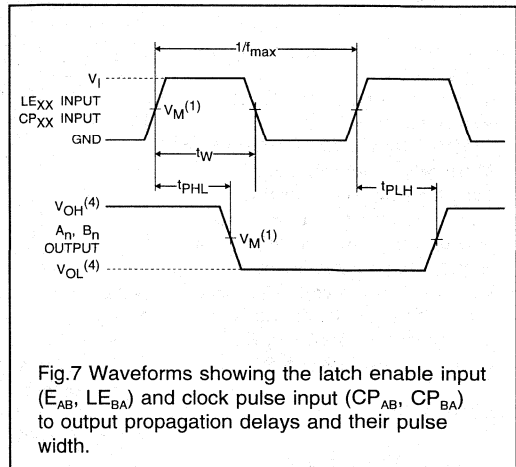 1/fmax
VI
LEXX INPUT
CPXX INPUT
VM(1)
GND
tW
tPHL
tPLH
VOH(4)
An, Bn
OUTPUT
VM(1)
VOL(4)
Fig.7 Waveforms showing the latch enable input
(EAB, LEBA) and clock pulse input (CPAB, CPBA)
to output propagation delays and their pulse
width.